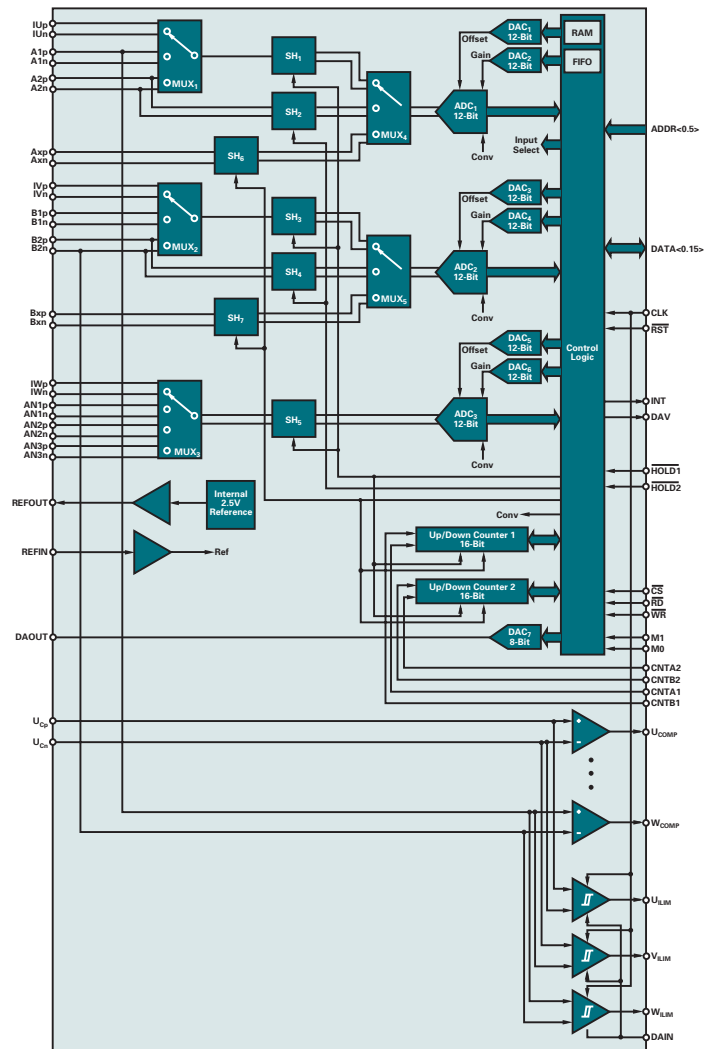 IUp
IUn
A1p
A1n
A2p
A2n
MUX1
SH1
SH2
MUX4
Axp
Axn
SH6
DAC1
12-Bit
Offset
DAC2
12-Bit
Gain
ADC1
12-Bit
Conv
RAM
FIFO
Input
Select
ADDR<0.5>
IVp
IVn
B1p
B1n
B2p
B2n
MUX2
SH3
SH4
MUX5
Bxp
Bxn
SH7
DAC3
12-Bit
Offset
DAC4
12-Bit
Gain
ADC2
12-Bit
Conv
DATA<0.15>
CLK
RST
Control
Logic
IWp
IWn
AN1p
AN1n
AN2p
AN2n
AN3p
AN3n
MUX3
SH5
DAC5
12-Bit
Offset
DAC6
12-Bit
Gain
ADC3
12-Bit
Conv
INT
DAV
HOLD1
HOLD2
REFOUT
Internal
2.5V
Reference
Conv
REFIN
Ref
Up/Down Counter 1
16-Bit
Up/Down Counter 2
16-Bit
CS
RD
WR
DAOUT
DAC7
8-Bit
M1
M0
CNTA2
CNTB2
CNTA1
CNTB1
UCp
UCn
+
–
UCOMP
+
–
WCOMP
UILIM
VILIM
WILIM
DAIN